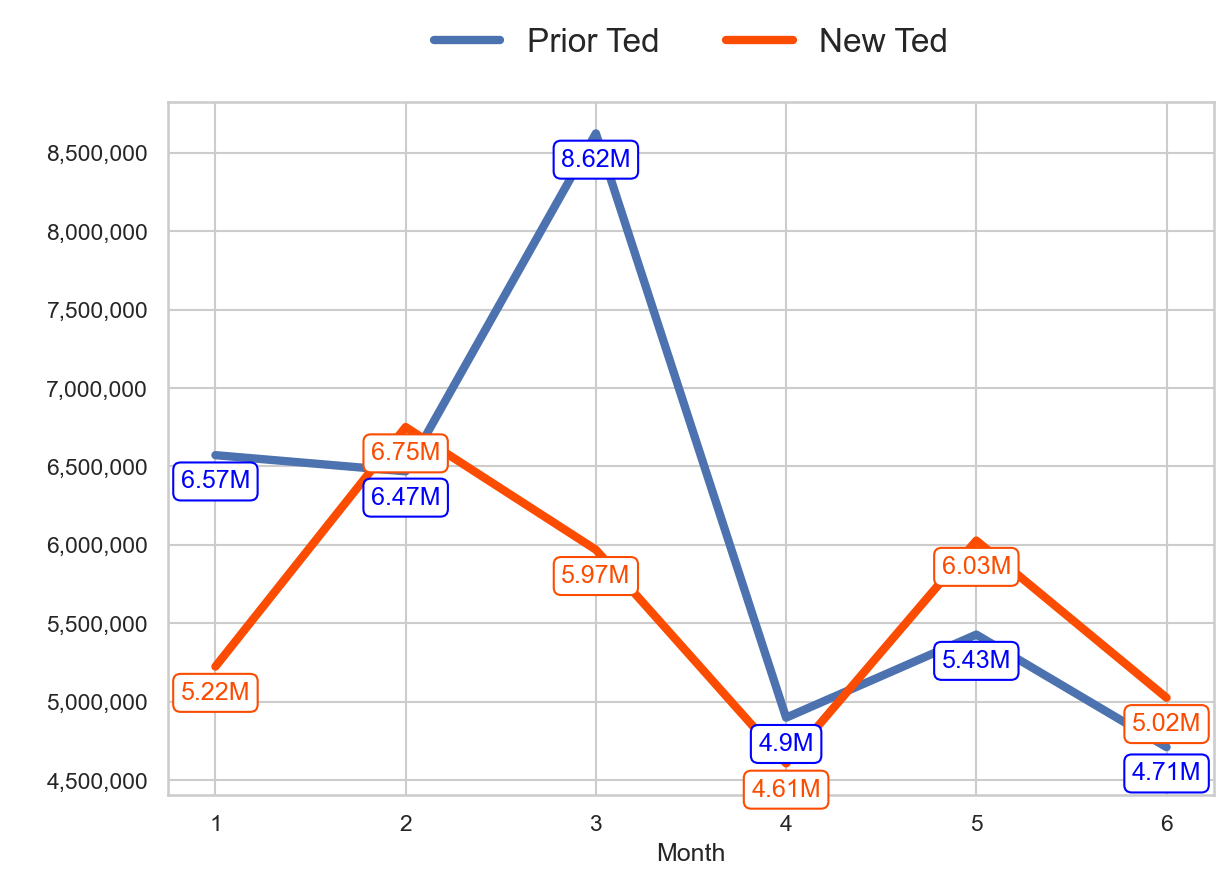 Prior Ted New Ted
8,500,000
8.62M
8,000,000
7,500,000
7,000,000
6.75M
6,500,000
6.57M
6.47M
6,000,000
6.03M
5.97M
5,500,000
5.43M
5.22M
5,000,000
5.02M
4.9M
4.71M
4,500,000
4.61M
1 2 3 4 5 6
Month